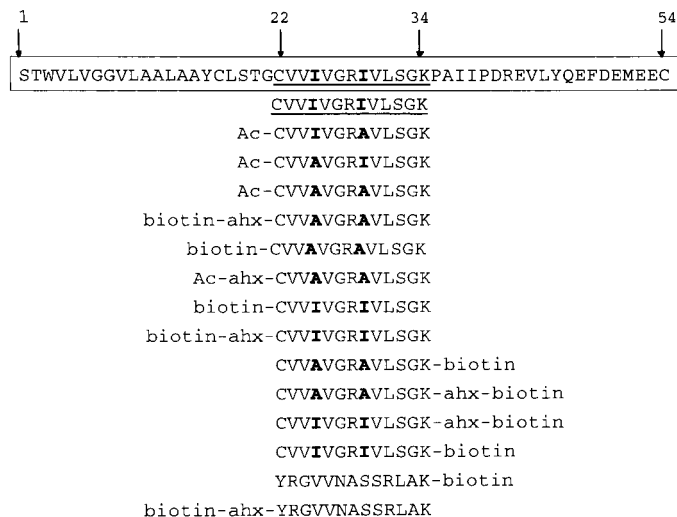 1 22 34 54
STWVLVGGVLAALAAYCLSTGCVVIVGRIVLSGKPAIIPDREVLYQEFDEMEEC
CVVIVGRIVLSGK
Ac-CVVIVGRAVLSGK
Ac-CVVAVGRIVLSGK
Ac-CVVAVGRAVLSGK
biotin-ahx-CVVAVGRAVLSGK
biotin-CVVAVGRAVLSGK
Ac-ahx-CVVAVGRAVLSGK
biotin-CVVIVGRIVLSGK
biotin-ahx-CVVIVGRIVLSGK
CVVAVGRAVLSGK-biotin
CVVAVGRAVLSGK-ahx-biotin
CVVIVGRIVLSGK-ahx-biotin
CVVIVGRIVLSGK-biotin
YRGVVNASSRLAK-biotin
biotin-ahx-YRGVVNASSRLAK